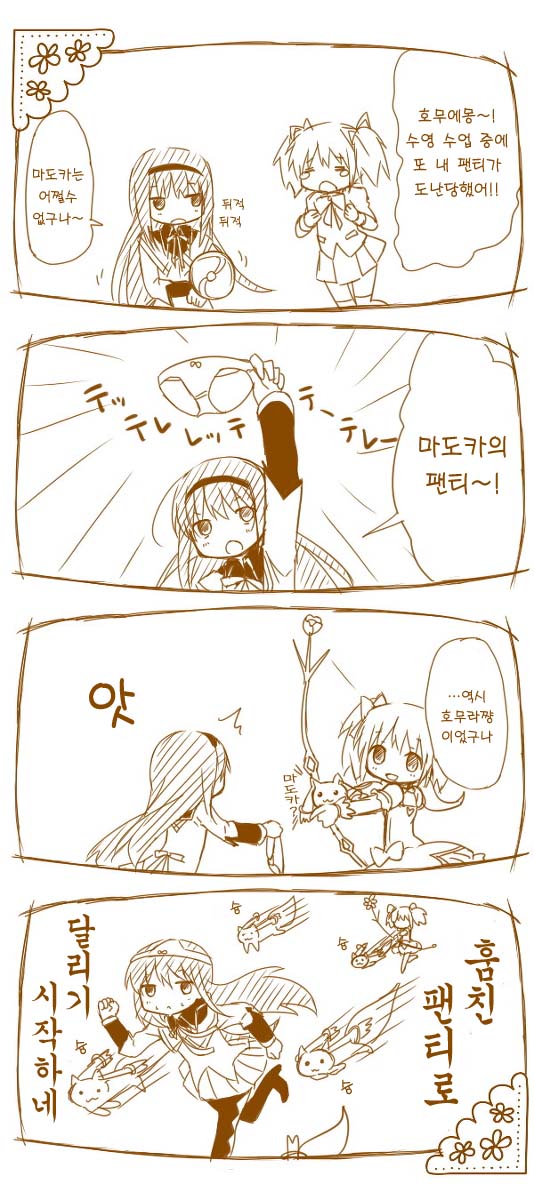 호무에몽~!
수영 수업 중에
또 내 팬티가
도난당했어!!
마도카는
어쩔수
없구나~
뒤적
뒤적
마도카의
팬티~!
テッ
テレ
レッテ
テー
テレー
…역시
호무라쨩
이었구나
앗
마도카?
훔친
팬티로
달리기
시작하네
슝
슝
슝
슝